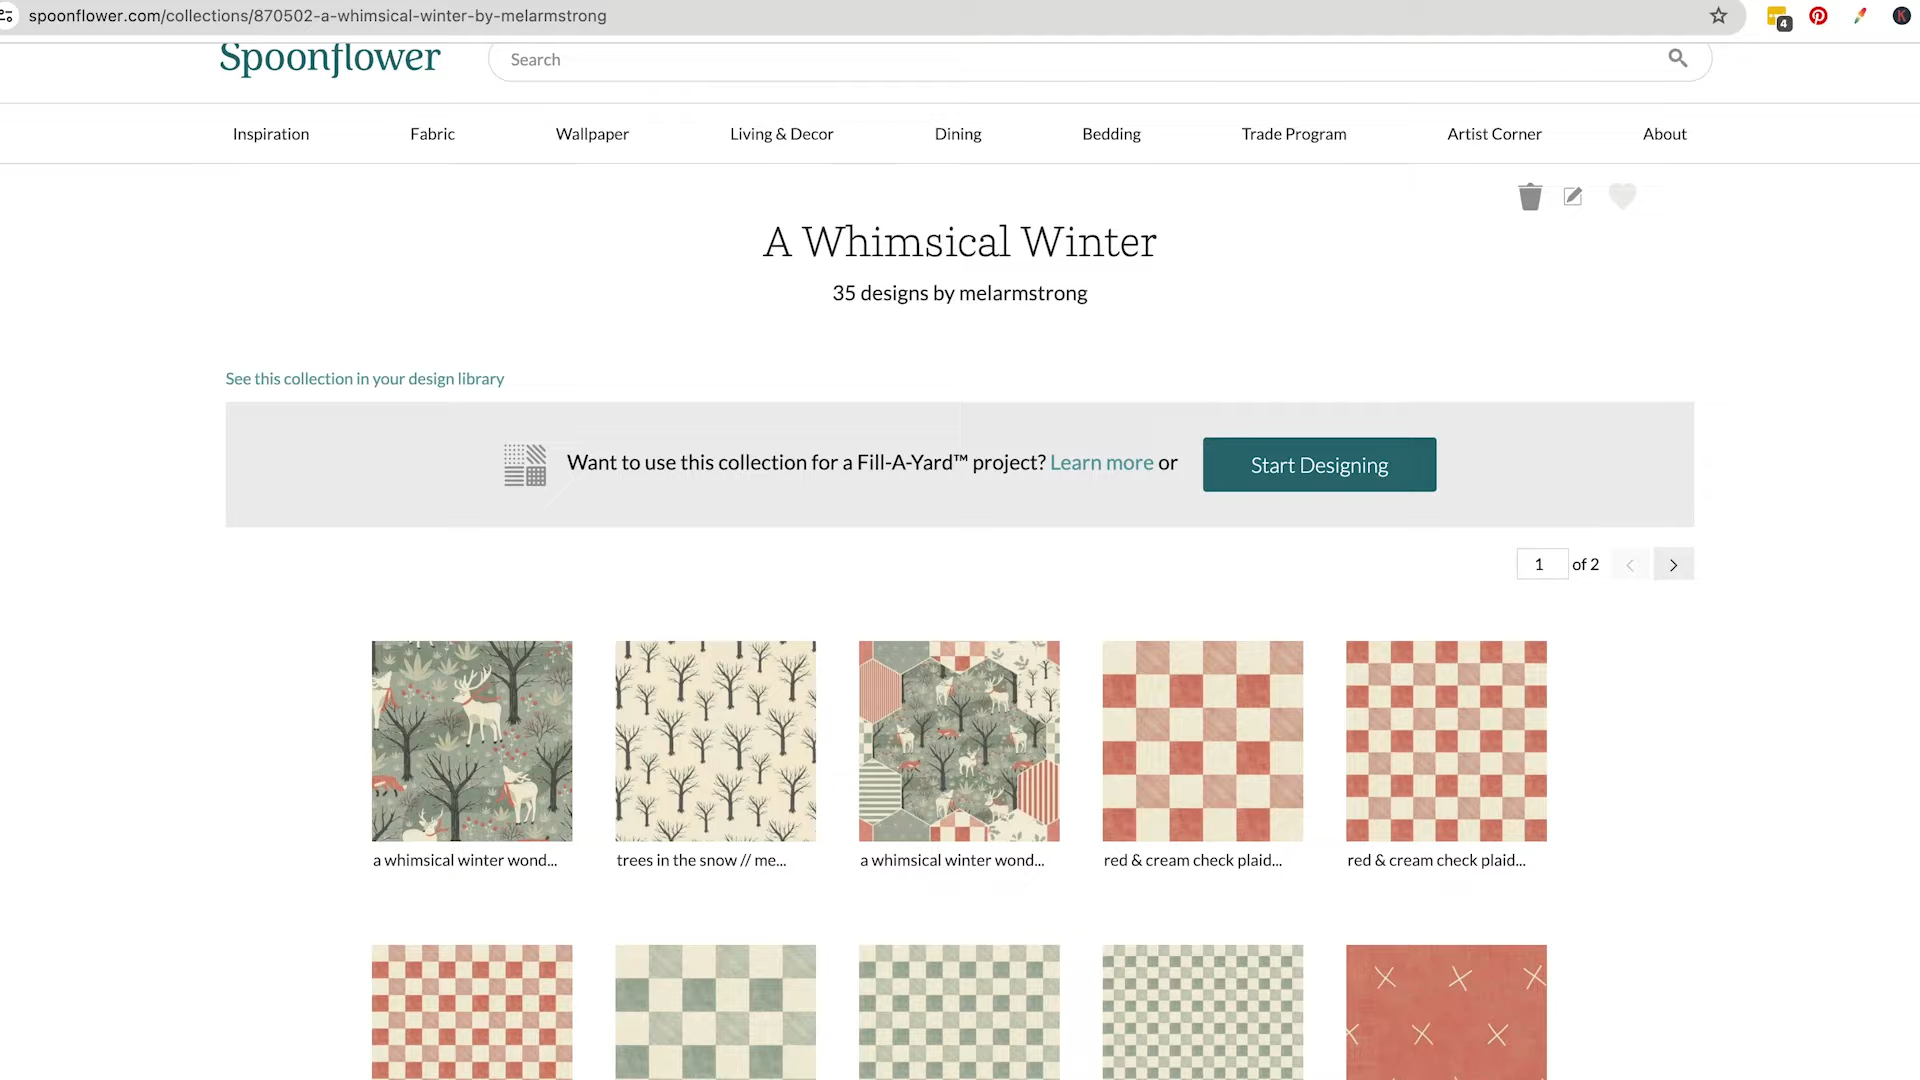 spoonflower.com/collections/870502-a-whimsical-winter-by-melarmstrong
4
K
Spoonflower
Search
Inspiration
Fabric
Wallpaper
Living & Decor
Dining
Bedding
Trade Program
Artist Corner
About
A Whimsical Winter
35 designs by melarmstrong
See this collection in your design library
Want to use this collection for a Fill-A-Yard™ project? Learn more or
Start Designing
1 of 2
a whimsical winter wond...
trees in the snow // me...
a whimsical winter wond...
red & cream check plaid...
red & cream check plaid...